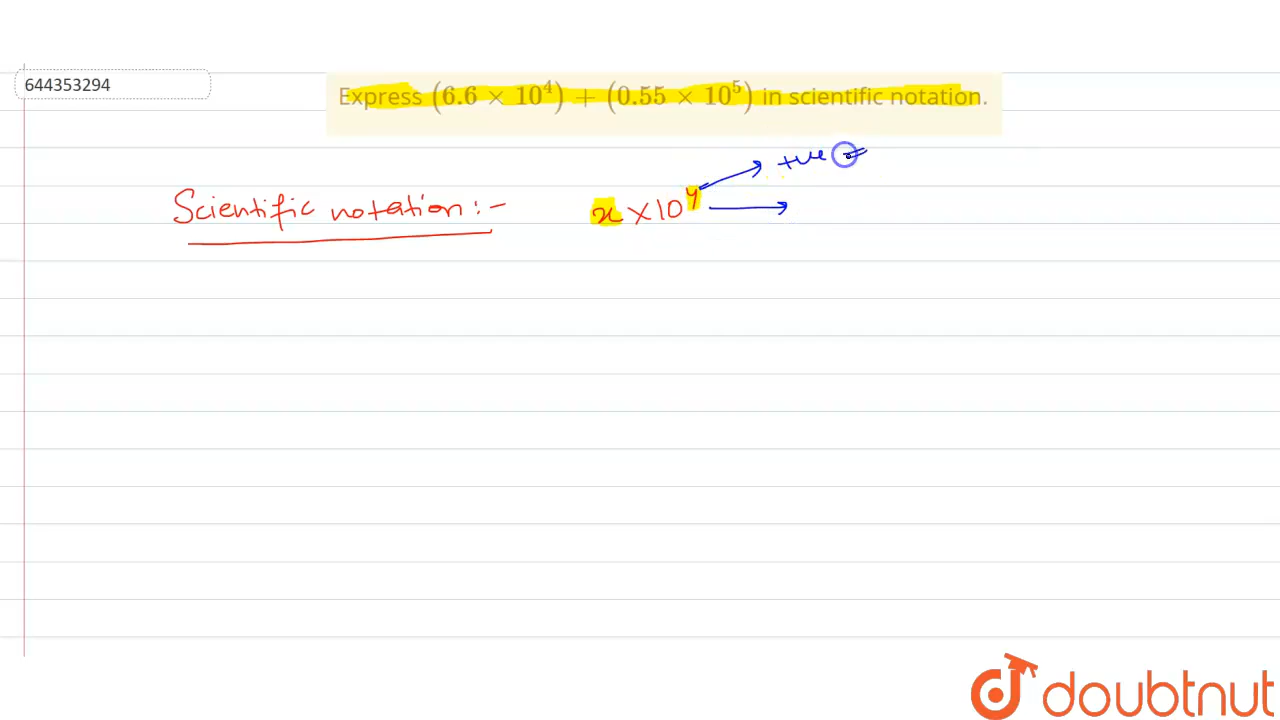 644353294
Express (6.6 × 10⁴) + (0.55 × 10⁵) in scientific notation.
+ve
Scientific notation :- x × 10^y
doubtnut